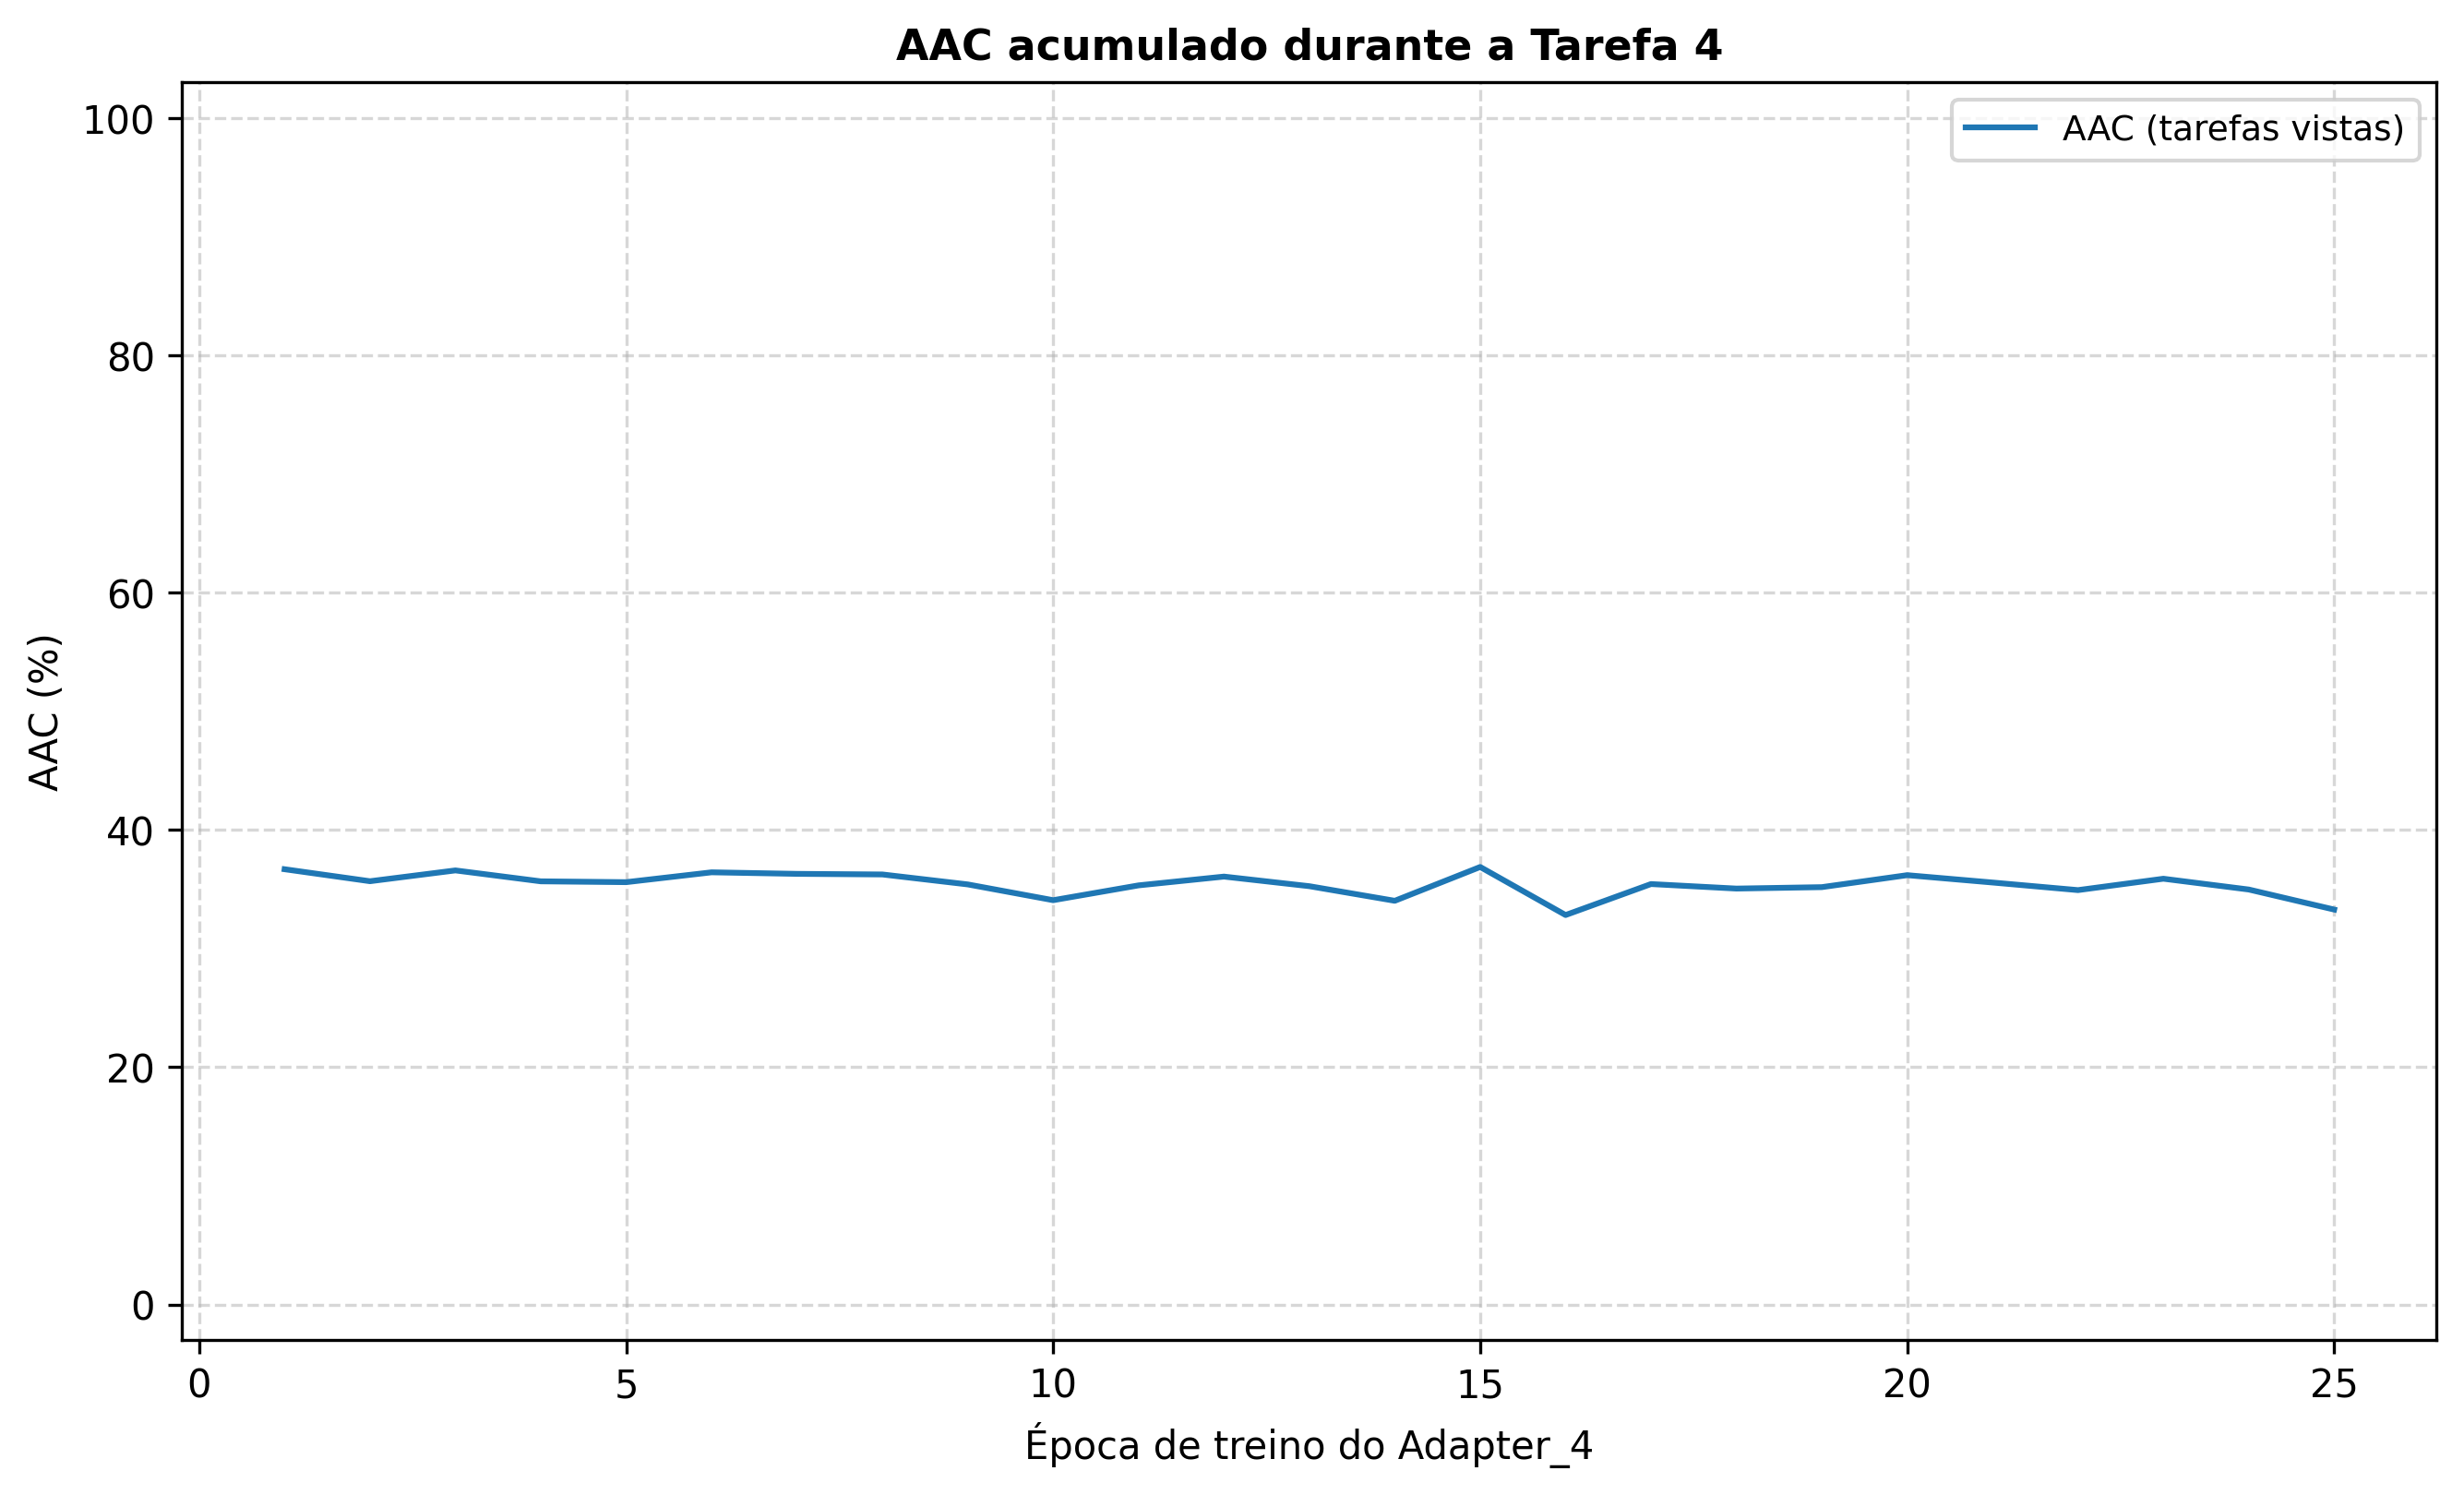 AAC acumulado durante a Tarefa 4
AAC (tarefas vistas)
AAC (%)
100
80
60
40
20
0
0 5 10 15 20 25
Época de treino do Adapter_4